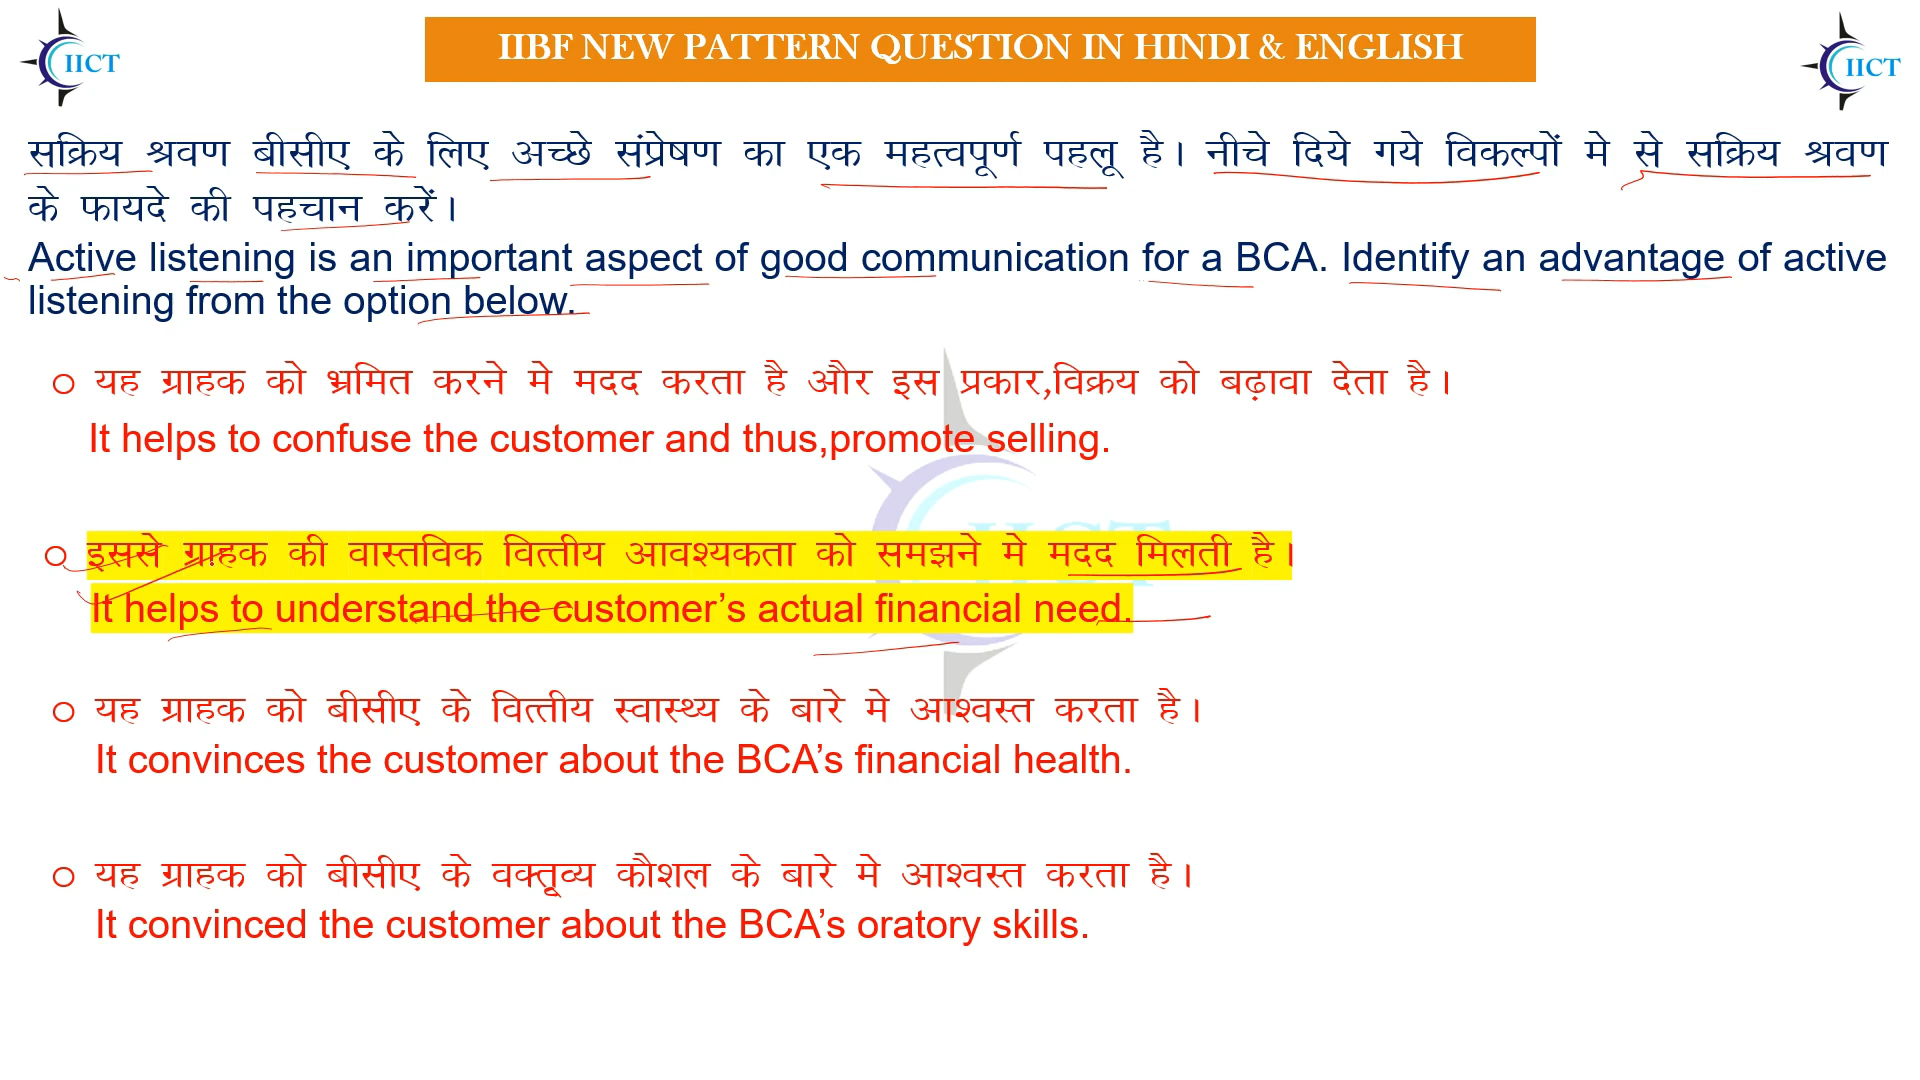 IICT
IIBF NEW PATTERN QUESTION IN HINDI & ENGLISH
IICT
सक्रिय श्रवण बीसीए के लिए अच्छे संप्रेषण का एक महत्वपूर्ण पहलू है। नीचे दिये गये विकल्पों मे से सक्रिय श्रवण
के फायदे की पहचान करें।
Active listening is an important aspect of good communication for a BCA. Identify an advantage of active
listening from the option below.
यह ग्राहक को भ्रमित करने मे मदद करता है और इस प्रकार,विक्रय को बढ़ावा देता है।
It helps to confuse the customer and thus,promote selling.
IICT
इससे ग्राहक की वास्तविक वित्तीय आवश्यकता को समझने मे मदद मिलती है।
It helps to understand the customer’s actual financial need.
यह ग्राहक को बीसीए के वित्तीय स्वास्थ्य के बारे मे आश्वस्त करता है।
It convinces the customer about the BCA’s financial health.
यह ग्राहक को बीसीए के वक्तृव्य कौशल के बारे मे आश्वस्त करता है।
It convinced the customer about the BCA’s oratory skills.